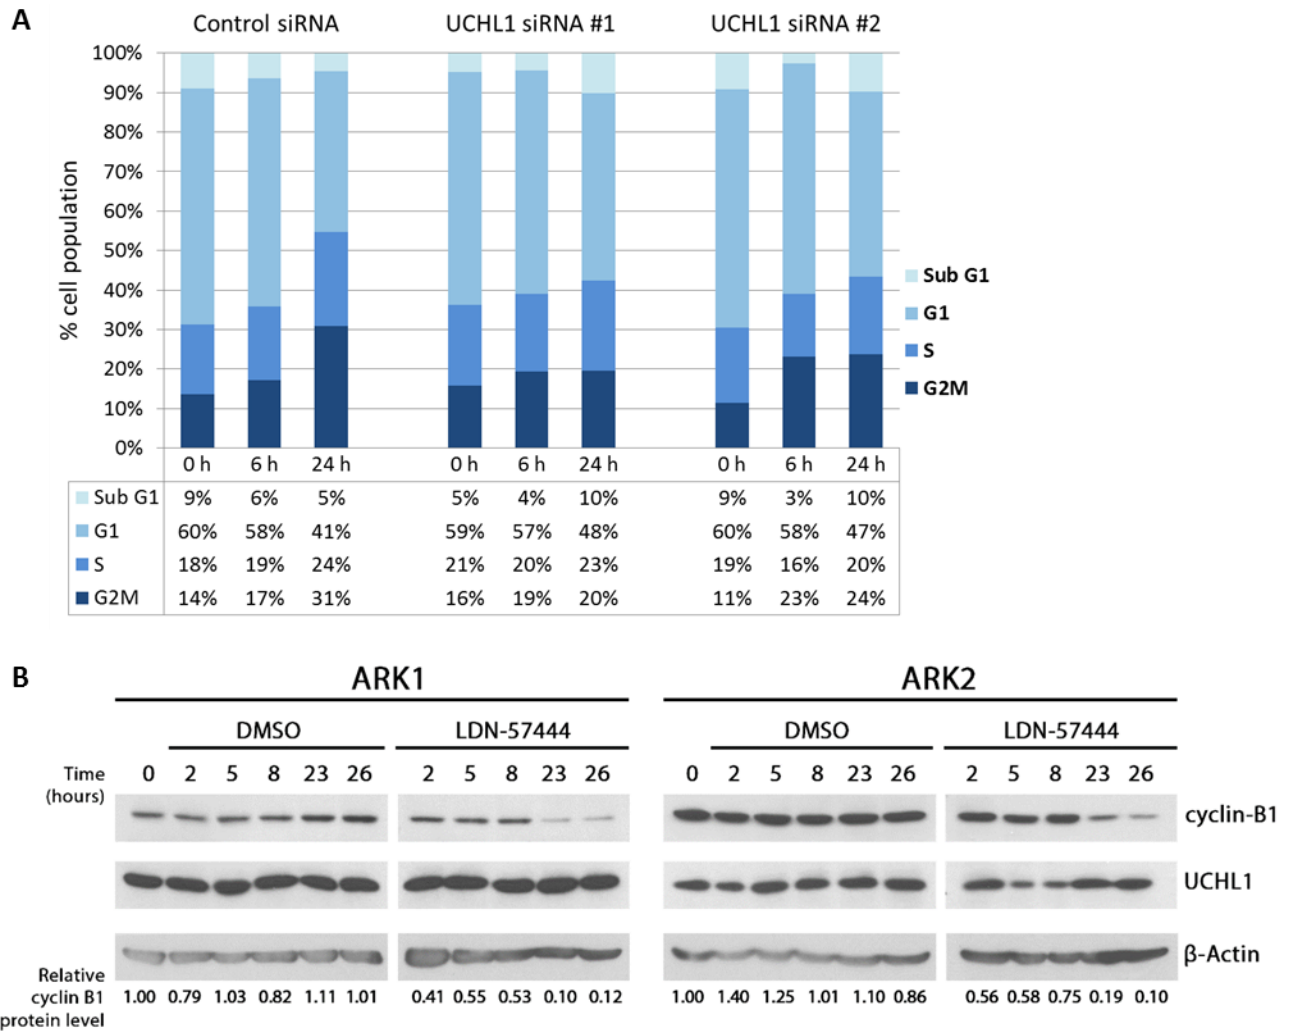 A
Control siRNA UCHL1 siRNA #1 UCHL1 siRNA #2
100%
90%
80%
70%
60%
50%
40%
30%
20%
10%
0%
% cell population
Sub G1
G1
S
G2M
0 h 6 h 24 h 0 h 6 h 24 h 0 h 6 h 24 h
Sub G1 9% 6% 5% 5% 4% 10% 9% 3% 10%
G1 60% 58% 41% 59% 57% 48% 60% 58% 47%
S 18% 19% 24% 21% 20% 23% 19% 16% 20%
G2M 14% 17% 31% 16% 19% 20% 11% 23% 24%
B
ARK1 ARK2
DMSO LDN-57444 DMSO LDN-57444
Time 0 2 5 8 23 26 2 5 8 23 26 0 2 5 8 23 26 2 5 8 23 26
(hours)
cyclin-B1
UCHL1
β-Actin
Relative
cyclin B1 1.00 0.79 1.03 0.82 1.11 1.01 0.41 0.55 0.53 0.10 0.12 1.00 1.40 1.25 1.01 1.10 0.86 0.56 0.58 0.75 0.19 0.10
protein level